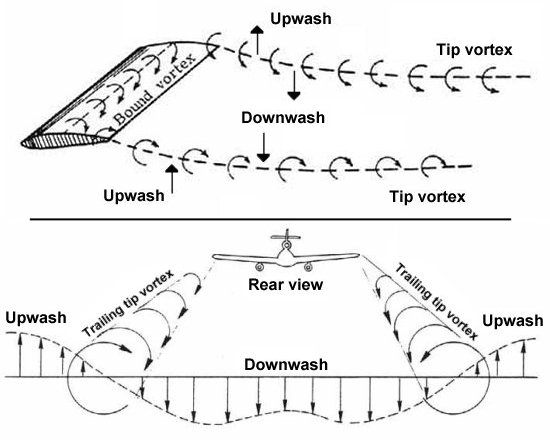 Upwash
Tip vortex
Bound vortex
Downwash
Upwash
Tip vortex
Rear view
Trailing tip vortex
Trailing tip vortex
Upwash
Upwash
Downwash